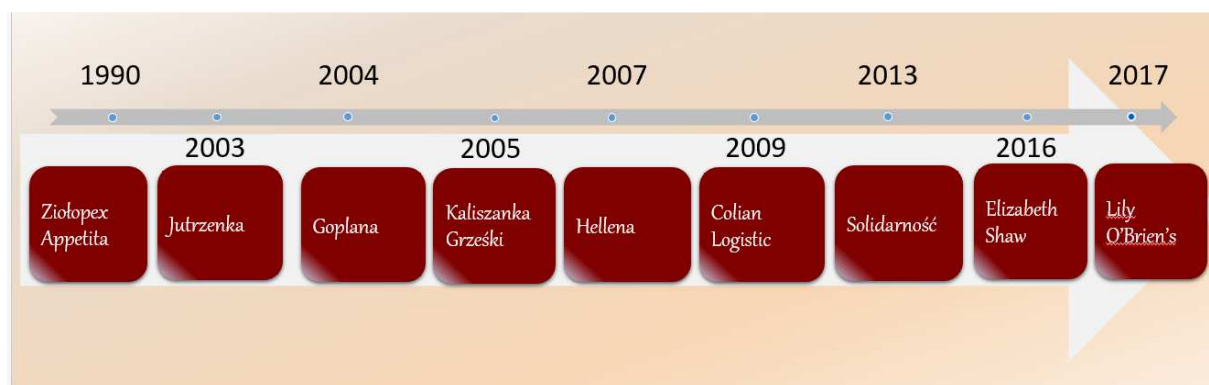 1990 2004 2007 2013 2017
2003 2005 2009 2016
Ziołopex
Appetita
Jutrzenka
Goplana
Kaliszanka
Grześki
Hellena
Colian
Logistic
Solidarność
Elizabeth
Shaw
Lily
O'Brien's